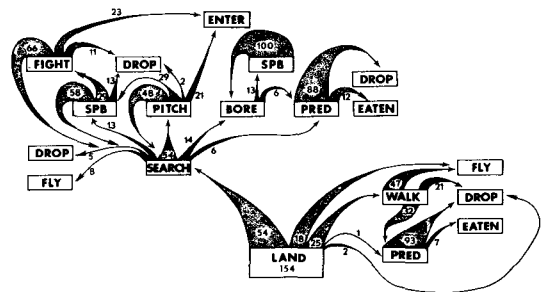 23 ENTER
66 11 29 2 100
FIGHT DROP SPB
58 25 13 48 21 13 6 88 DROP
SPB PITCH BORE PRED 12 EATEN
13 14
DROP 5 54 6
SEARCH FLY
FLY 8 47 21
WALK DROP
54 18 25 32
1 93 EATEN
LAND 2 PRED 7
154